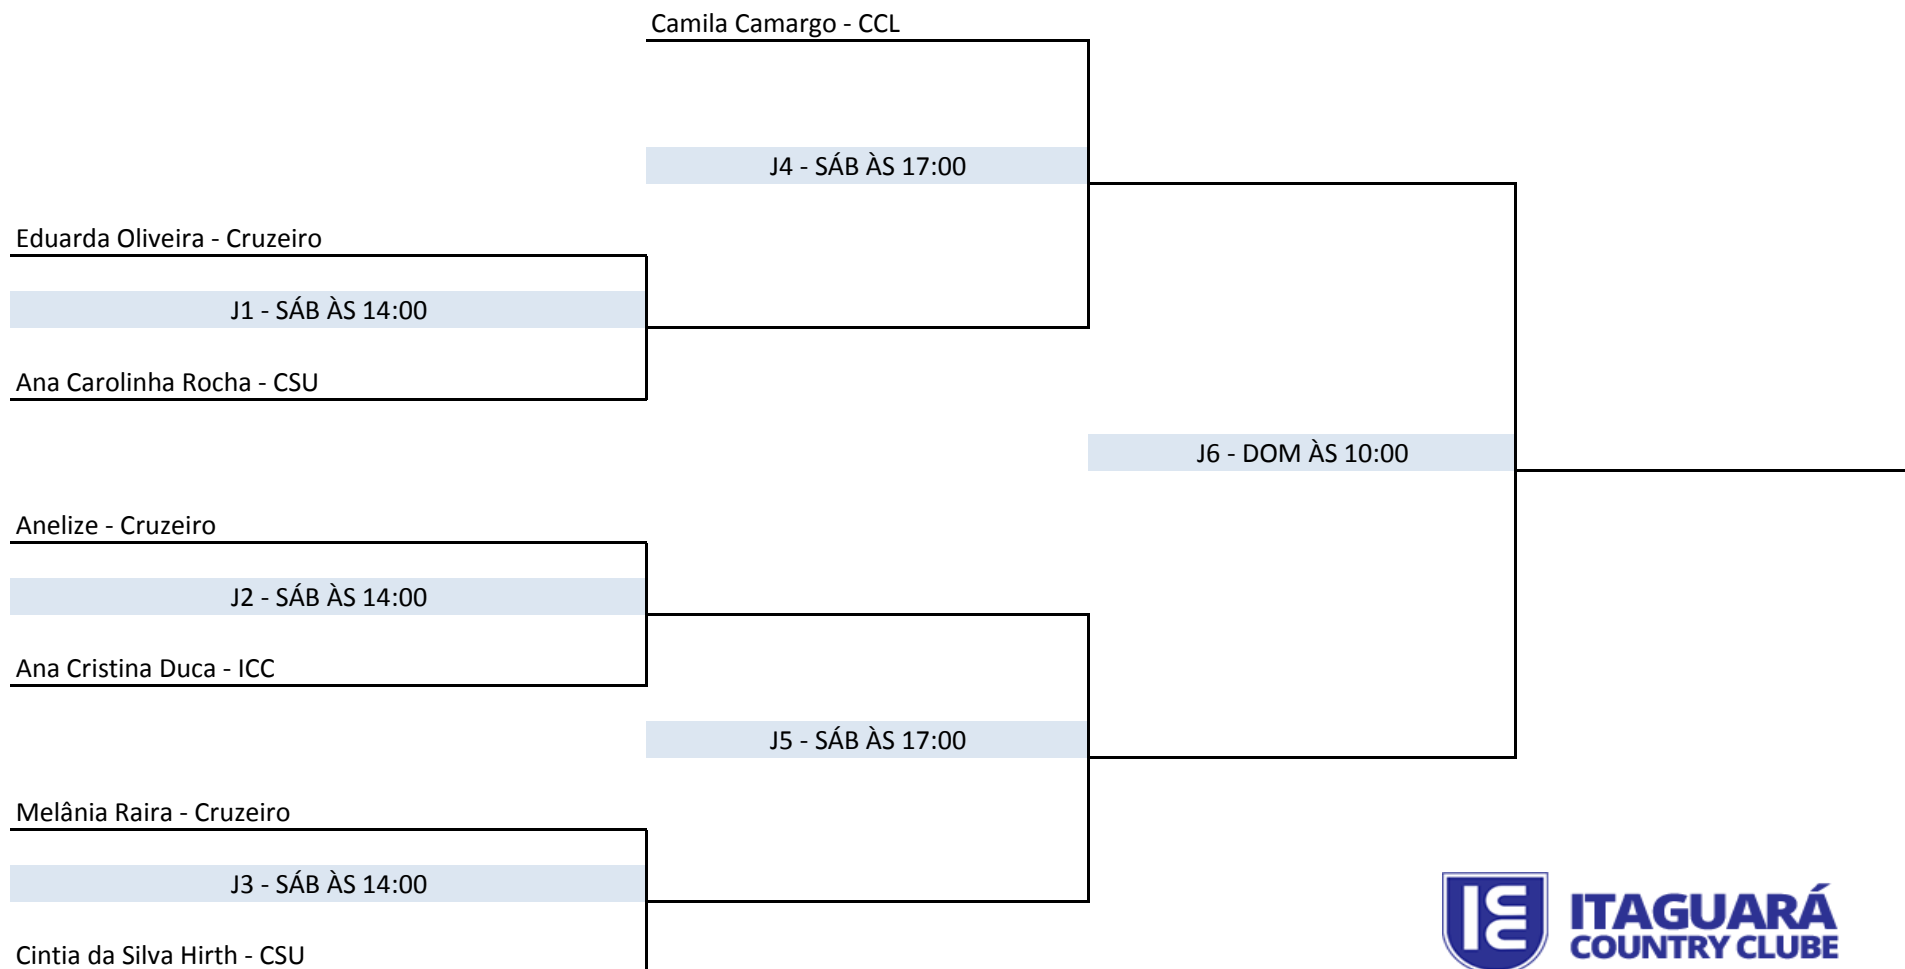 Camila Camargo - CCL
J4 - SÁB ÀS 17:00
Eduarda Oliveira - Cruzeiro
J1 - SÁB ÀS 14:00
Ana Carolinha Rocha - CSU
J6 - DOM ÀS 10:00
Anelize - Cruzeiro
J2 - SÁB ÀS 14:00
Ana Cristina Duca - ICC
J5 - SÁB ÀS 17:00
Melânia Raira - Cruzeiro
J3 - SÁB ÀS 14:00
Cintia da Silva Hirth - CSU
ITAGUARÁ
COUNTRY CLUBE